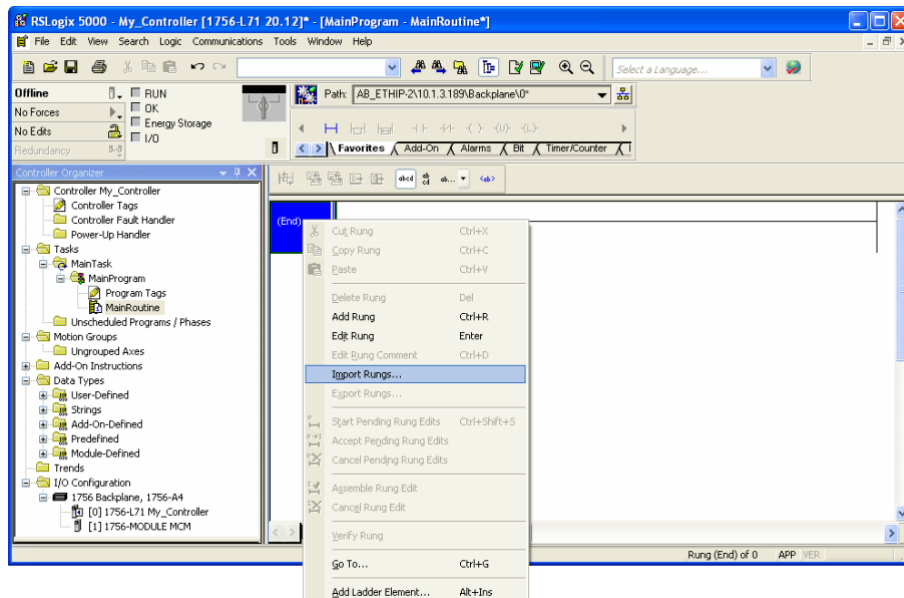 RSLogix 5000 - My_Controller [1756-L71 20.12]* - [MainProgram - MainRoutine*]
File Edit View Search Logic Communications Tools Window Help
Select a Language...
Offline
RUN
No Forces
OK
No Edits
Energy Storage
Redundancy
I/O
Path: AB_ETHIP-2\10.1.3.189\Backplane\0*
Favorites Add-On Alarms Bit Timer/Counter
Controller Organizer
Controller My_Controller
Controller Tags
Controller Fault Handler
Power-Up Handler
Tasks
MainTask
MainProgram
Program Tags
MainRoutine
Unscheduled Programs / Phases
Motion Groups
Ungrouped Axes
Add-On Instructions
Data Types
User-Defined
Strings
Add-On-Defined
Predefined
Module-Defined
Trends
I/O Configuration
1756 Backplane, 1756-A4
[0] 1756-L71 My_Controller
[1] 1756-MODULE MCM
(End)
Cut Rung Ctrl+X
Copy Rung Ctrl+C
Paste Ctrl+V
Delete Rung Del
Add Rung Ctrl+R
Edit Rung Enter
Edit Rung Comment Ctrl+D
Import Rungs...
Export Rungs...
Start Pending Rung Edits Ctrl+Shift+S
Accept Pending Rung Edits
Cancel Pending Rung Edits
Assemble Rung Edit
Cancel Rung Edit
Verify Rung
Go To... Ctrl+G
Add Ladder Element... Alt+Ins
Rung (End) of 0 APP VER